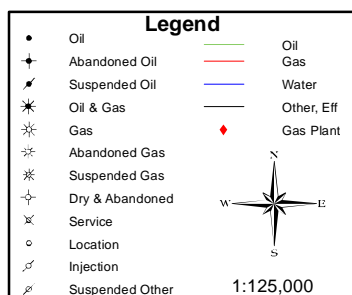 Legend
Oil
Abandoned Oil
Suspended Oil
Oil & Gas
Gas
Abandoned Gas
Suspended Gas
Dry & Abandoned
Service
Location
Injection
Suspended Other
Oil
Gas
Water
Other, Eff
Gas Plant
N
W E
S
1:125,000